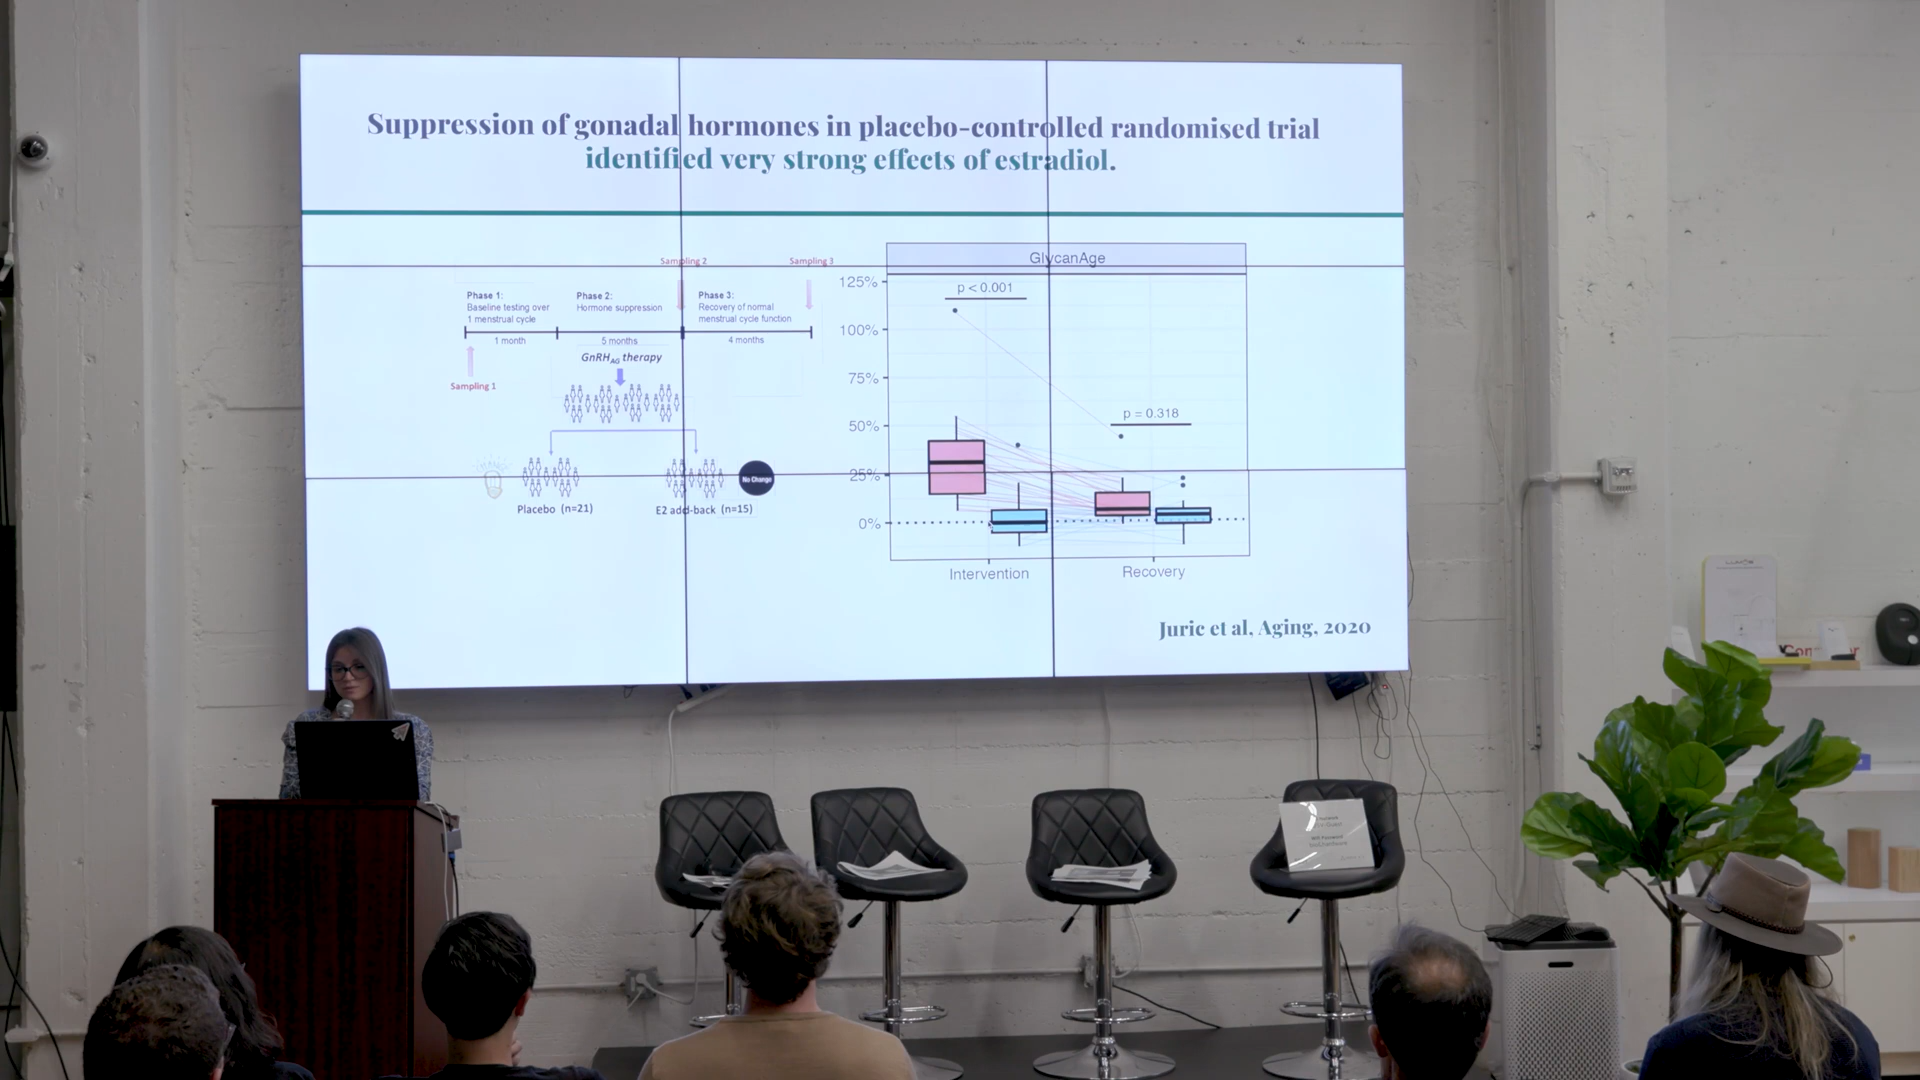 Suppression of gonadal hormones in placebo-controlled randomised trial
identified very strong effects of estradiol.
Sampling 2
Sampling 3
Phase 1:
Baseline testing over
1 menstrual cycle
Phase 2:
Hormone suppression
Phase 3:
Recovery of normal
menstrual cycle function
1 month
5 months
4 months
GnRHAG therapy
Sampling 1
No Change
Placebo (n=21)
E2 add-back (n=15)
GlycanAge
125%
100%
75%
50%
25%
0%
p < 0.001
p = 0.318
Intervention
Recovery
Juric et al, Aging, 2020